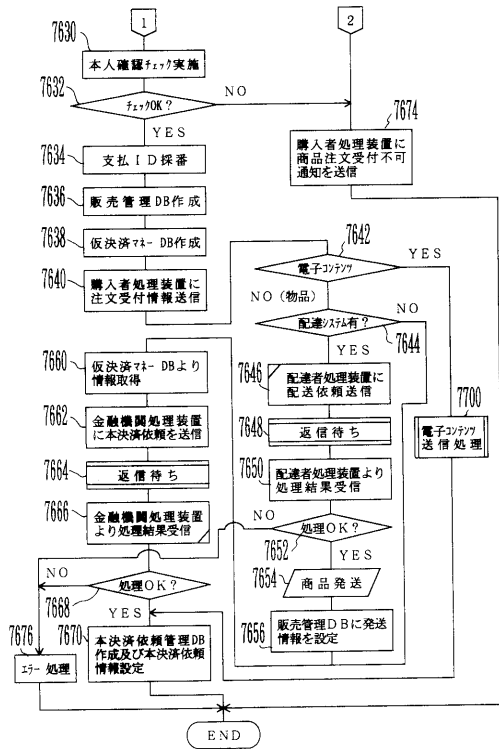 1
2
7630
本人確認チェック実施
7632
チェックOK?
NO
YES
7674
購入者処理装置に
商品注文受付不可
通知を送信
7634
支払ID採番
7636
販売管理DB作成
7638
仮決済マネーDB作成
7640
購入者処理装置に
注文受付情報送信
7642
電子コンテンツ
YES
NO(物品)
配達システム有?
NO
7644
YES
7660
仮決済マネーDBより
情報取得
7646
配達者処理装置に
配送依頼送信
7662
金融機関処理装置
に本決済依頼を送信
7648
返信待ち
7700
電子コンテンツ
送信処理
7664
返信待ち
7650
配達者処理装置より
処理結果受信
7666
金融機関処理装置
より処理結果受信
NO
処理OK?
7652
YES
7654
商品発送
NO
処理OK?
7668
YES
7656
販売管理DBに発送
情報を設定
7670
本決済依頼管理DB
作成及び本決済依頼
情報設定
7676
エラー処理
END